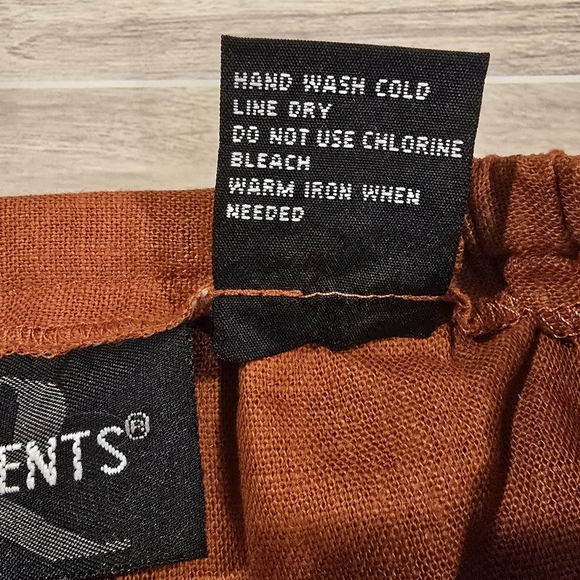 HAND WASH COLD
LINE DRY
DO NOT USE CHLORINE
BLEACH
WARM IRON WHEN
NEEDED
ENTS®